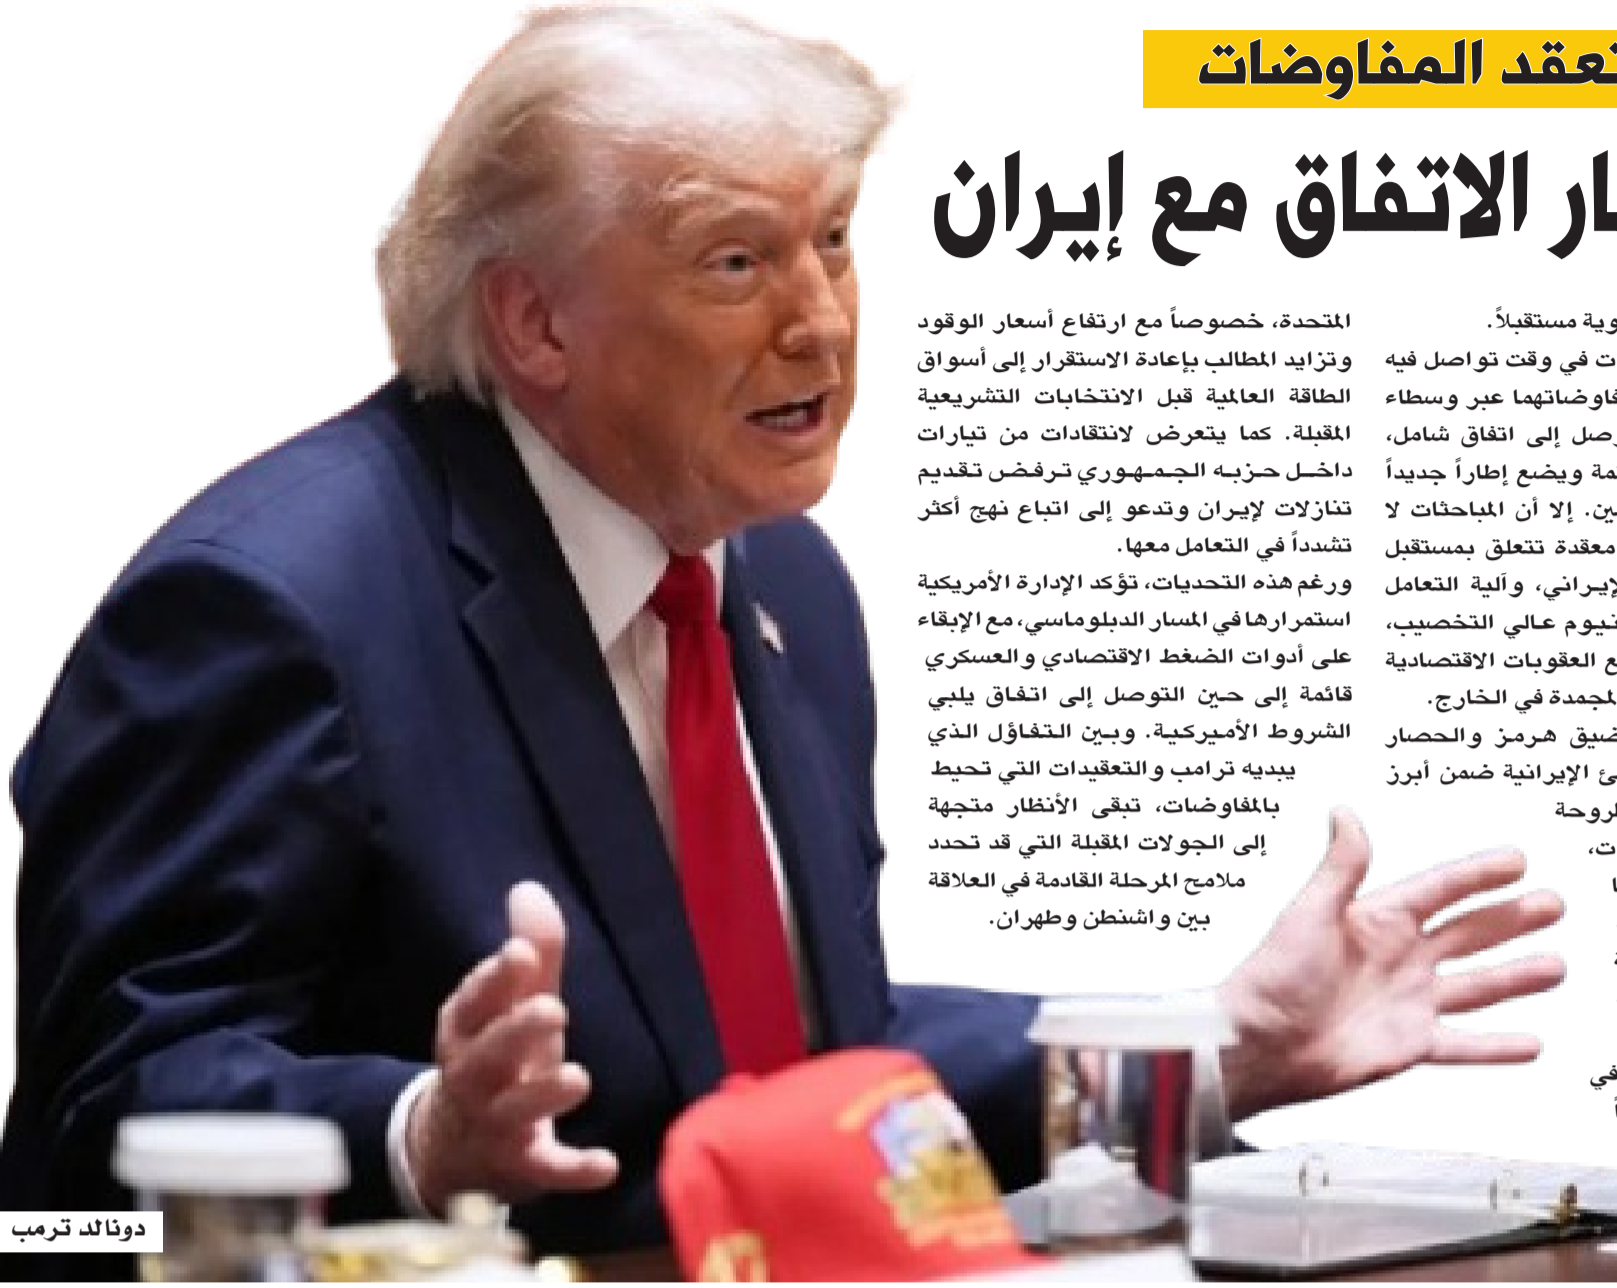 تعقد المفاوضات
ار الاتفاق مع إيران
وية مستقبلاً.
ت في وقت تواصل فيه
فاوضاتهما عبر وسطاء
وصل إلى اتفاق شامل،
مة ويضع إطاراً جديداً
ين. إلا أن المباحثات لا
معقدة تتعلق بمستقبل
لإيراني، وآلية التعامل
نيوم عالي التخصيب،
ع العقوبات الاقتصادية
لمجمدة في الخارج.
ضيق هرمز والحصار
ئ الإيرانية ضمن أبرز
لروحة
ت،
في
المتحدة، خصوصاً مع ارتفاع أسعار الوقود
وتزايد المطالب بإعادة الاستقرار إلى أسواق
الطاقة العالمية قبل الانتخابات التشريعية
المقبلة. كما يتعرض لانتقادات من تيارات
داخل حزبه الجمهوري ترفض تقديم
تنازلات لإيران وتدعو إلى اتباع نهج أكثر
تشدداً في التعامل معها.
ورغم هذه التحديات، تؤكد الإدارة الأمريكية
استمرارها في المسار الدبلوماسي، مع الإبقاء
على أدوات الضغط الاقتصادي والعسكري
قائمة إلى حين التوصل إلى اتفاق يلبي
الشروط الأميركية. وبين التفاؤل الذي
يبديه ترامب والتعقيدات التي تحيط
بالمفاوضات، تبقى الأنظار متجهة
إلى الجولات المقبلة التي قد تحدد
ملامح المرحلة القادمة في العلاقة
بين واشنطن وطهران.
دونالد ترمب